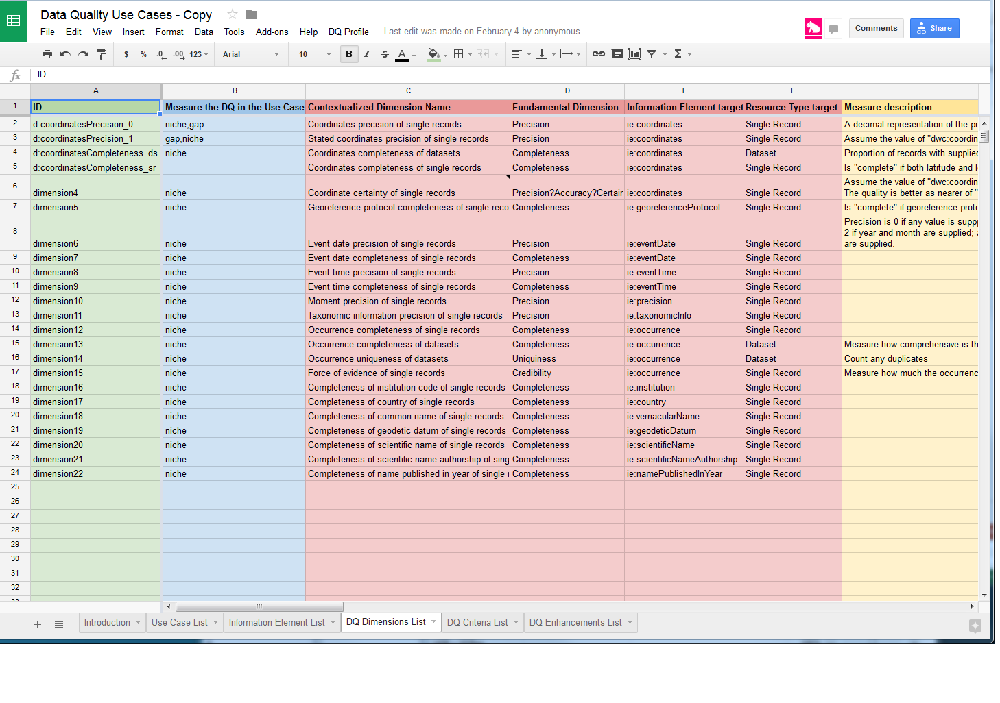 Data Quality Use Cases - Copy
File Edit View Insert Format Data Tools Add-ons Help DQ Profile Last edit was made on February 4 by anonymous
Comments
Share
$ % .0 .00 123 Arial 10 B I S A Σ
fx ID
A B C D E F
1 ID Measure the DQ in the Use Case Contextualized Dimension Name Fundamental Dimension Information Element target Resource Type target Measure description
2 d:coordinatesPrecision_0 niche,gap Coordinates precision of single records Precision ie:coordinates Single Record A decimal representation of the pr
3 d:coordinatesPrecision_1 gap,niche Stated coordinates precision of single records Precision ie:coordinates Single Record Assume the value of "dwc:coordin
4 d:coordinatesCompleteness_ds niche Coordinates completeness of datasets Completeness ie:coordinates Dataset Proportion of records with supplied
5 d:coordinatesCompleteness_sr Coordinates completeness of single records Completeness ie:coordinates Single Record Is "complete" if both latitude and l
Assume the value of "dwc:coordin
6 dimension4 niche Coordinate certainty of single records Precision?Accuracy?Certain ie:coordinates Single Record The quality is better as nearer of "
7 dimension5 niche Georeference protocol completeness of single reco Completeness ie:georeferenceProtocol Single Record Is "complete" if georeference proto
Precision is 0 if any value is supp
2 if year and month are supplied;
8 dimension6 niche Event date precision of single records Precision ie:eventDate Single Record are supplied.
9 dimension7 niche Event date completeness of single records Completeness ie:eventDate Single Record
10 dimension8 niche Event time precision of single records Precision ie:eventTime Single Record
11 dimension9 niche Event time completeness of single records Completeness ie:eventTime Single Record
12 dimension10 niche Moment precision of single records Precision ie:precision Single Record
13 dimension11 niche Taxonomic information precision of single records Precision ie:taxonomicInfo Single Record
14 dimension12 niche Occurrence completeness of single records Completeness ie:occurrence Single Record
15 dimension13 niche Occurrence completeness of datasets Completeness ie:occurrence Dataset Measure how comprehensive is th
16 dimension14 niche Occurrence uniqueness of datasets Uniquiness ie:occurrence Dataset Count any duplicates
17 dimension15 niche Force of evidence of single records Credibility ie:occurrence Single Record Measure how much the occurrenc
18 dimension16 niche Completeness of institution code of single records Completeness ie:institution Single Record
19 dimension17 niche Completeness of country of single records Completeness ie:country Single Record
20 dimension18 niche Completeness of common name of single records Completeness ie:vernacularName Single Record
21 dimension19 niche Completeness of geodetic datum of single records Completeness ie:geodeticDatum Single Record
22 dimension20 niche Completeness of scientific name of single records Completeness ie:scientificName Single Record
23 dimension21 niche Completeness of scientific name authorship of sing Completeness ie:scientificNameAuthorship Single Record
24 dimension22 niche Completeness of name published in year of single Completeness ie:namePublishedInYear Single Record
25
26
27
28
29
30
31
32
Introduction Use Case List Information Element List DQ Dimensions List DQ Criteria List DQ Enhancements List